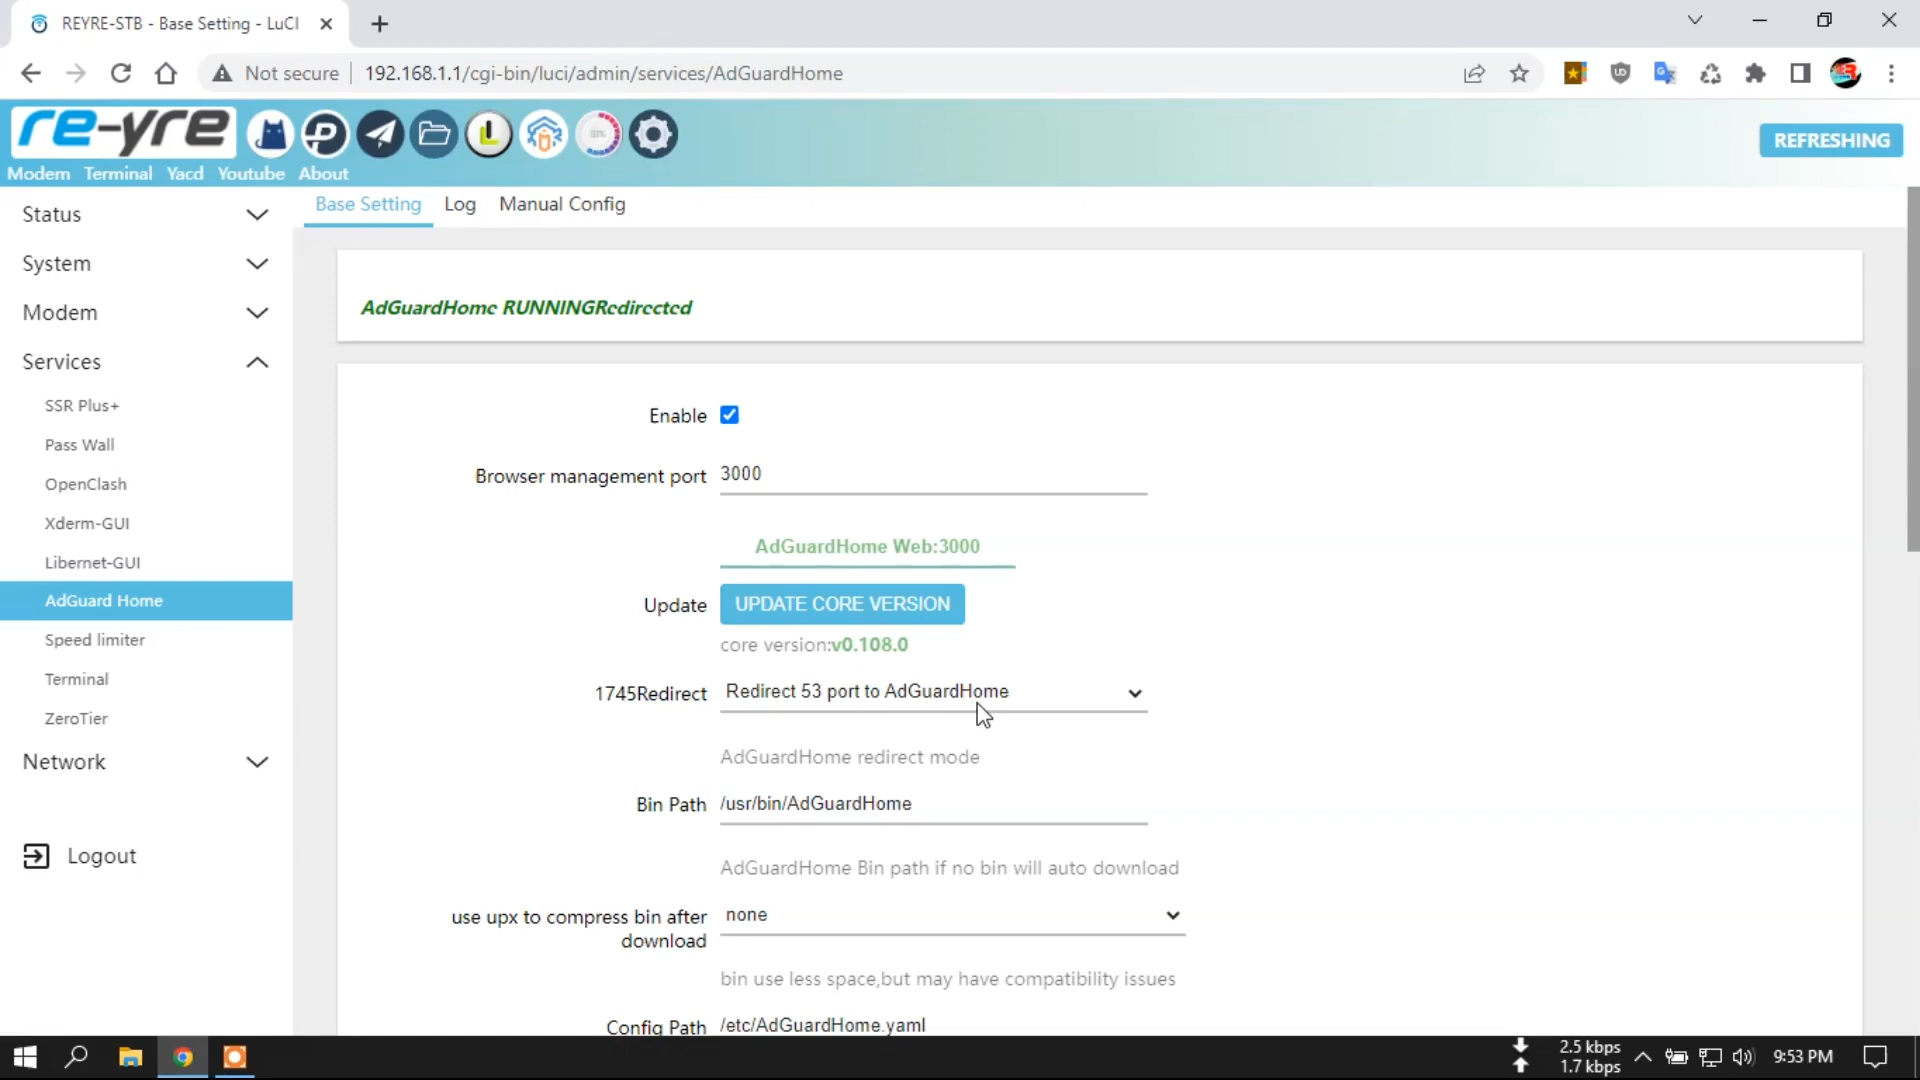 REYRE-STB - Base Setting - LuCI
Not secure
192.168.1.1/cgi-bin/luci/admin/services/AdGuardHome
re-yre
REFRESHING
Modem Terminal Yacd Youtube About
Status
System
Modem
Services
SSR Plus+
Pass Wall
OpenClash
Xderm-GUI
Libernet-GUI
AdGuard Home
Speed limiter
Terminal
ZeroTier
Network
Logout
Base Setting Log Manual Config
AdGuardHome RUNNINGRedirected
Enable
Browser management port 3000
AdGuardHome Web:3000
Update UPDATE CORE VERSION
core version:v0.108.0
1745Redirect Redirect 53 port to AdGuardHome
AdGuardHome redirect mode
Bin Path /usr/bin/AdGuardHome
AdGuardHome Bin path if no bin will auto download
use upx to compress bin after none
download
bin use less space,but may have compatibility issues
Config Path /etc/AdGuardHome.yaml
2.5 kbps
1.7 kbps
9:53 PM